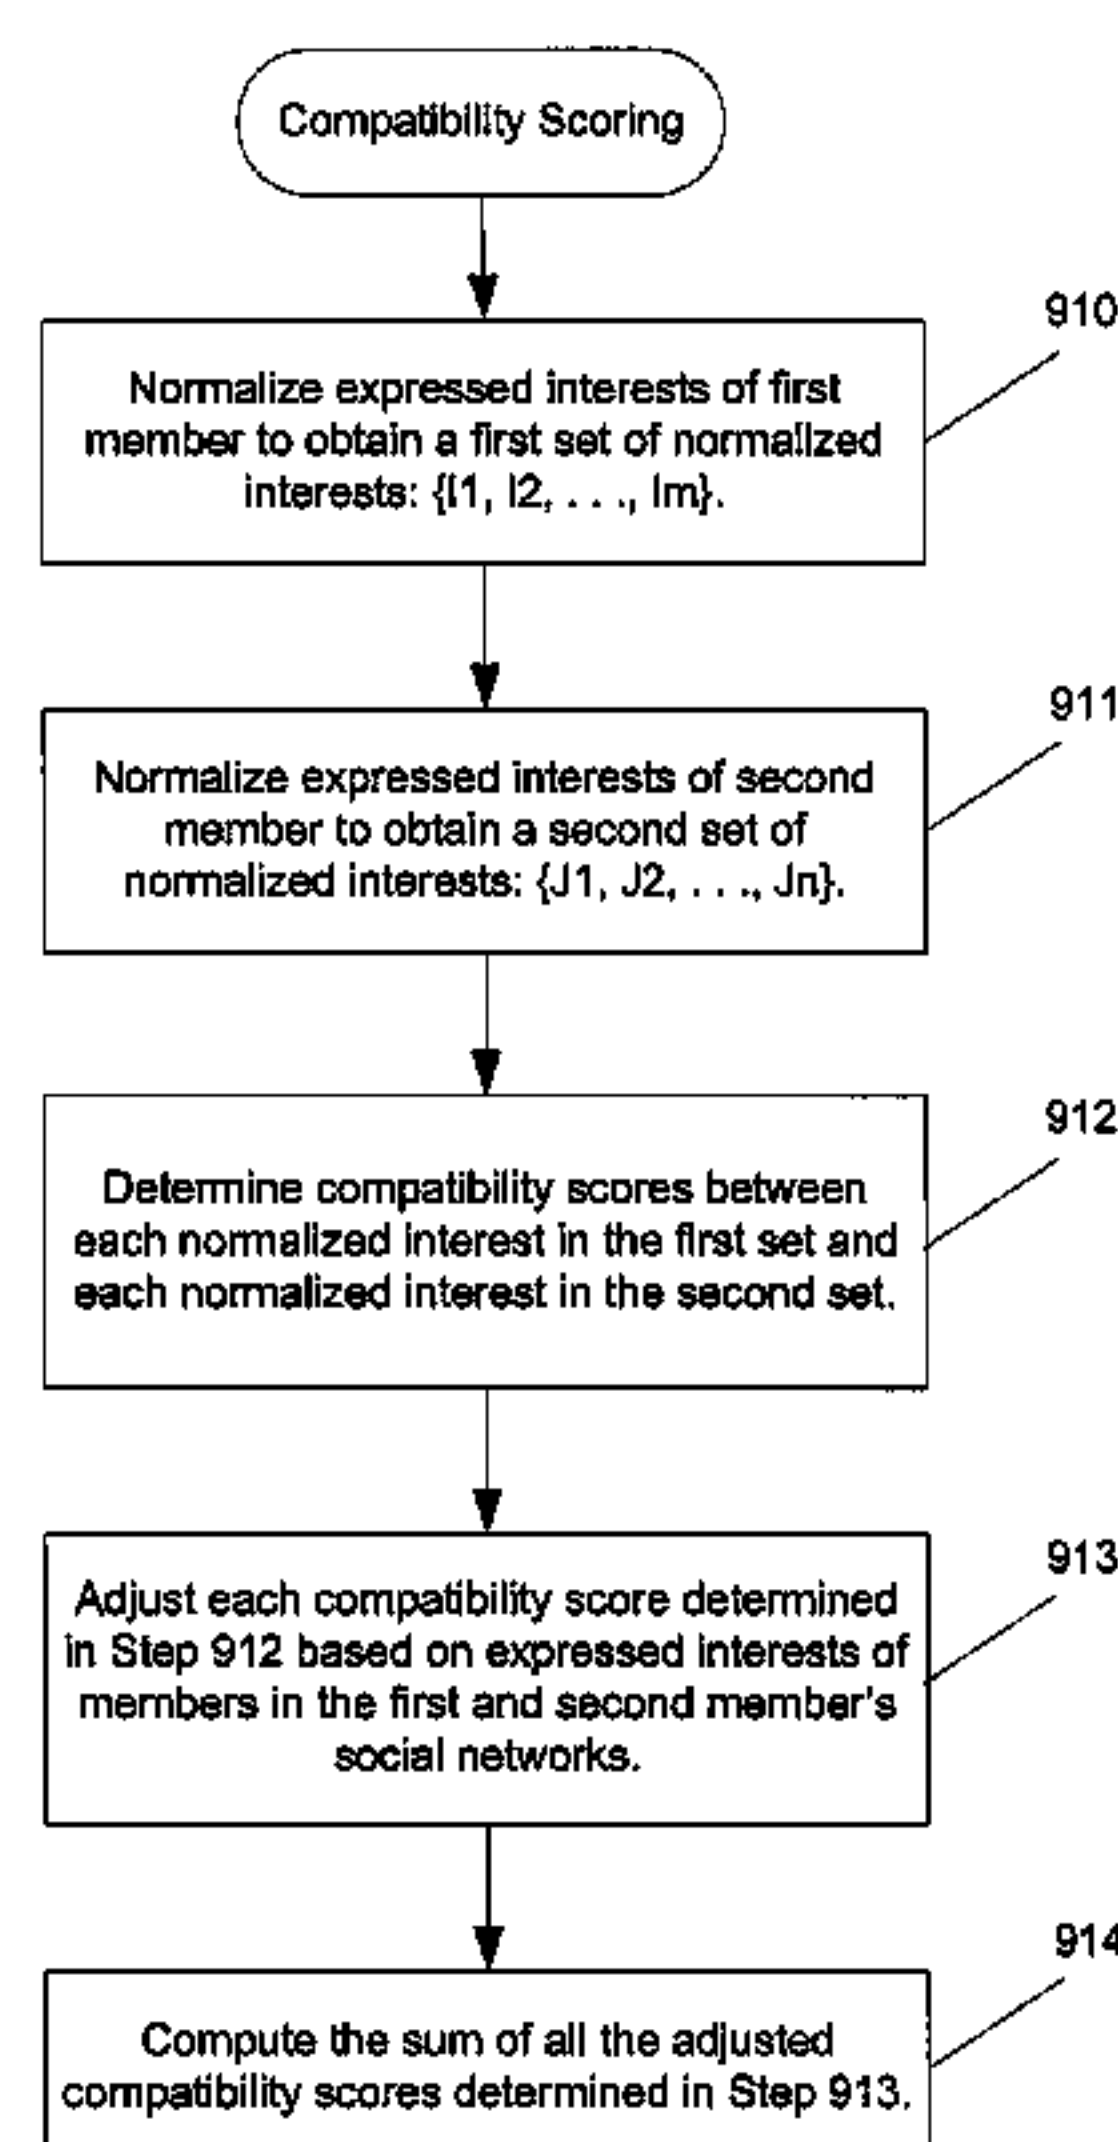 Compatibility Scoring
910
Normalize expressed interests of first
member to obtain a first set of normalized
interests: {I1, I2, . . ., Im}.
911
Normalize expressed interests of second
member to obtain a second set of
normalized interests: {J1, J2, . . ., Jn}.
912
Determine compatibility scores between
each normalized interest in the first set and
each normalized interest in the second set.
913
Adjust each compatibility score determined
in Step 912 based on expressed interests of
members in the first and second member's
social networks.
914
Compute the sum of all the adjusted
compatibility scores determined in Step 913.